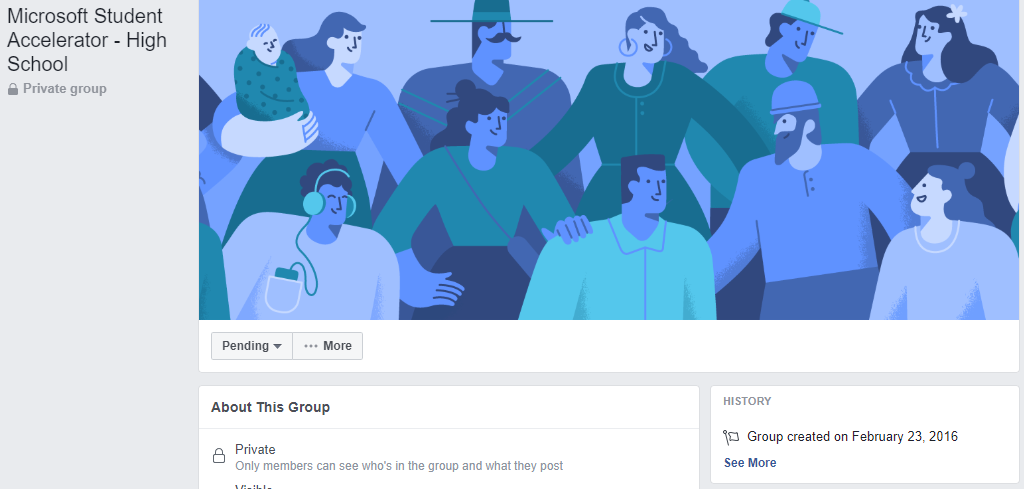 Microsoft Student
Accelerator - High
School
Private group
Pending
··· More
About This Group
Private
Only members can see who's in the group and what they post
Visible
HISTORY
Group created on February 23, 2016
See More